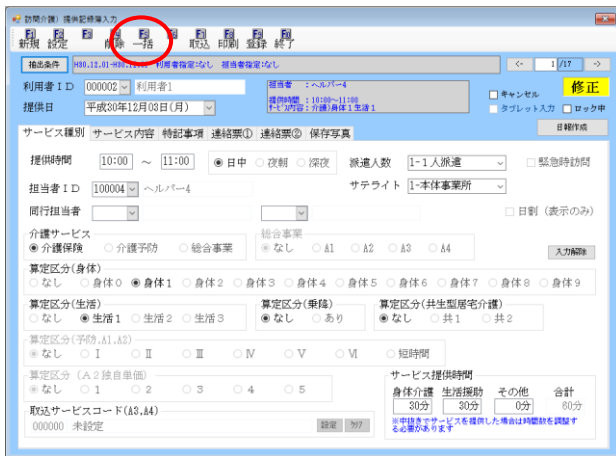 訪問介護）提供記録簿入力
F1 F2 F3 F4 F5 F6 F7 F8 F9 F0
新規 設定 削除 一括 取込 印刷 登録 終了
抽出条件 利用者指定:なし 担当者指定:なし <- 1 /17 ->
利用者ＩＤ 000002 利用者1 担当者 ：ヘルパー4 修正
提供時間 ：10:00～11:00 キャンセル
提供日 平成30年12月03日(月) ｻｰﾋﾞｽ内容：介護)身体１生活１ タブレット入力 ロック中
日報作成
サービス種別 サービス内容 特記事項 連絡票① 連絡票② 保存写真
提供時間 10:00 ～ 11:00 日中 夜朝 深夜 派遣人数 1-１人派遣 緊急時訪問
担当者ＩＤ 100004 ヘルパー4 サテライト 1-本体事業所
同行担当者 日割（表示のみ）
介護サービス 総合事業
介護保険 介護予防 総合事業 なし A1 A2 A3 A4 入力解除
算定区分(身体)
なし 身体０ 身体１ 身体２ 身体３ 身体４ 身体５ 身体６ 身体７ 身体８ 身体９
算定区分(生活) 算定区分(乗降) 算定区分(共生型居宅介護)
なし 生活１ 生活２ 生活３ なし あり なし 共１ 共２
算定区分(予防,A1,A2)
なし Ⅰ Ⅱ Ⅲ Ⅳ Ⅴ Ⅵ 短時間
算定区分（Ａ２独自単価） サービス提供時間
なし 1 2 3 4 5 身体介護 生活援助 その他 合計
30分 30分 0分 60分
取込サービスコード(A3,A4)
000000 未設定 設定 ｸﾘｱ
※中抜きでサービスを提供した場合は時間数を調整する必要があります